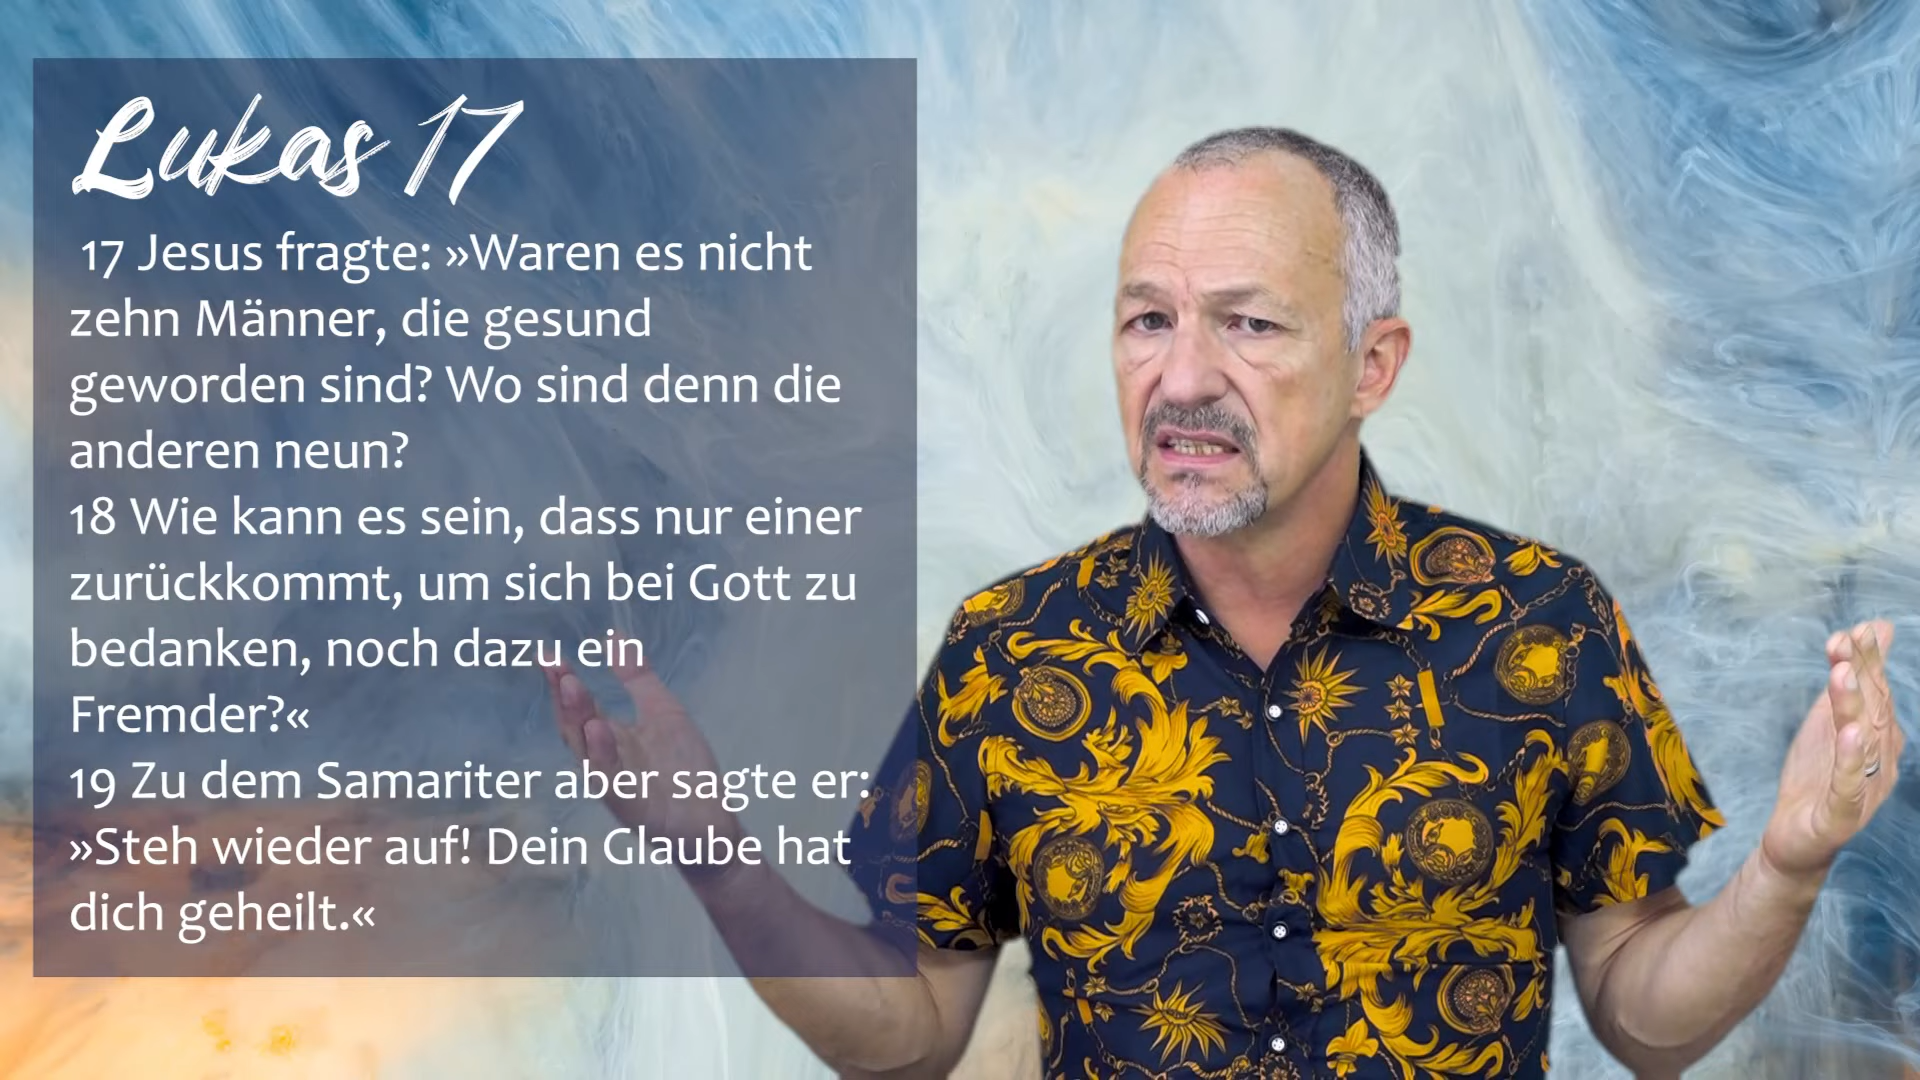 Lukas 17
17 Jesus fragte: »Waren es nicht
zehn Männer, die gesund
geworden sind? Wo sind denn die
anderen neun?
18 Wie kann es sein, dass nur einer
zurückkommt, um sich bei Gott zu
bedanken, noch dazu ein
Fremder?«
19 Zu dem Samariter aber sagte er:
»Steh wieder auf! Dein Glaube hat
dich geheilt.«